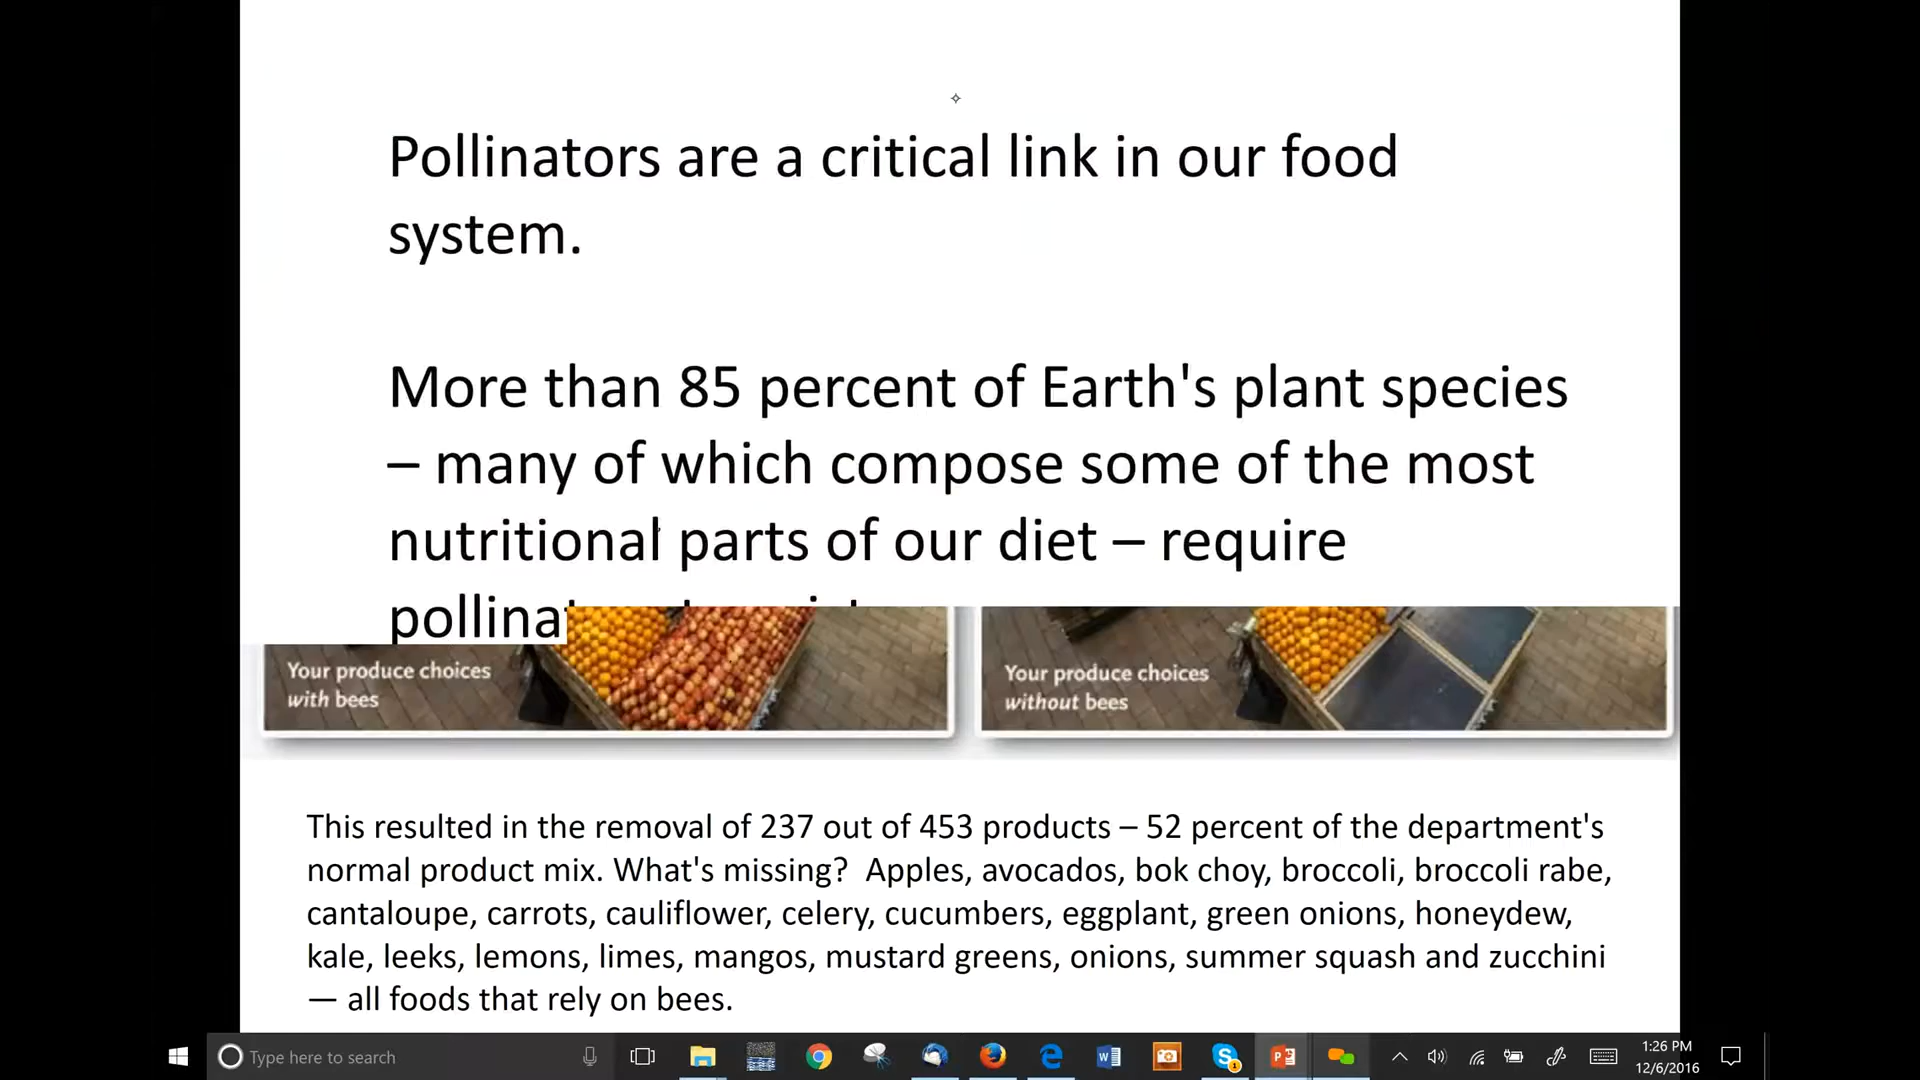 Pollinators are a critical link in our food
system.
More than 85 percent of Earth's plant species
– many of which compose some of the most
nutritional parts of our diet – require
pollina
Your produce choices
with bees
Your produce choices
without bees
This resulted in the removal of 237 out of 453 products – 52 percent of the department's
normal product mix. What's missing?  Apples, avocados, bok choy, broccoli, broccoli rabe,
cantaloupe, carrots, cauliflower, celery, cucumbers, eggplant, green onions, honeydew,
kale, leeks, lemons, limes, mangos, mustard greens, onions, summer squash and zucchini
— all foods that rely on bees.
Type here to search
1:26 PM
12/6/2016